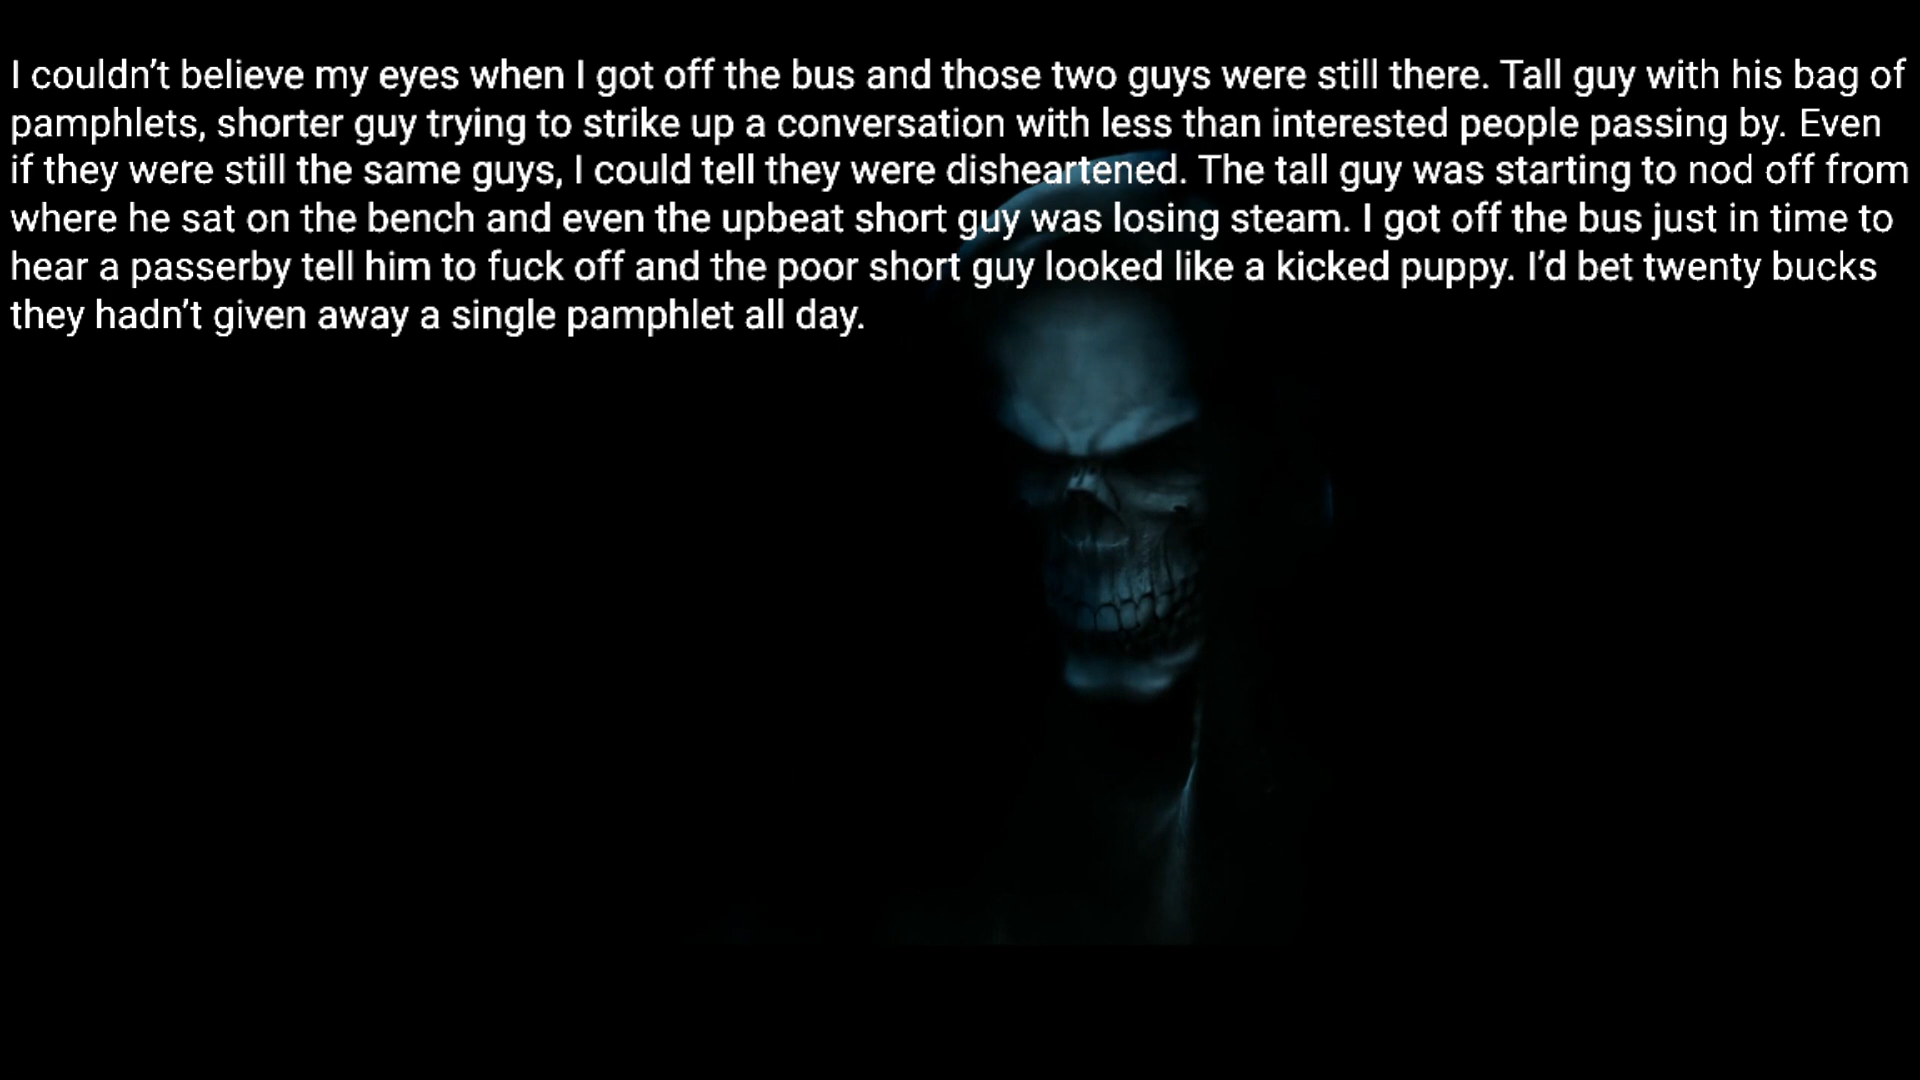 I couldn’t believe my eyes when I got off the bus and those two guys were still there. Tall guy with his bag of
pamphlets, shorter guy trying to strike up a conversation with less than interested people passing by. Even
if they were still the same guys, I could tell they were disheartened. The tall guy was starting to nod off from
where he sat on the bench and even the upbeat short guy was losing steam. I got off the bus just in time to
hear a passerby tell him to fuck off and the poor short guy looked like a kicked puppy. I’d bet twenty bucks
they hadn’t given away a single pamphlet all day.